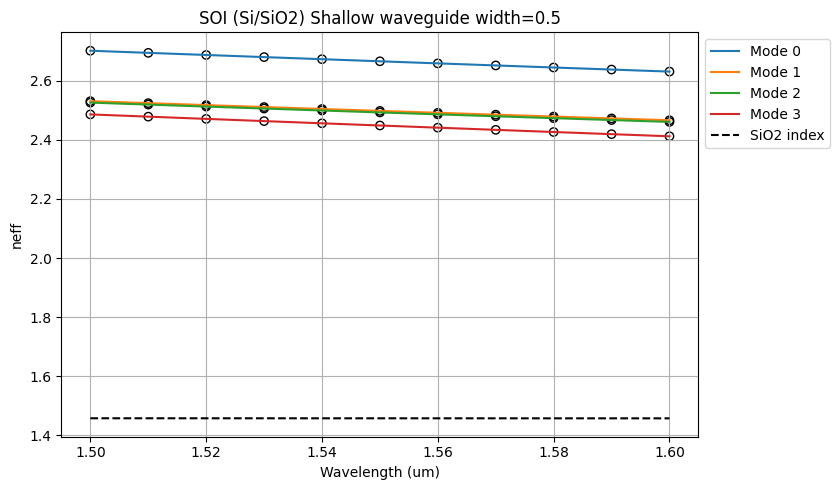 SOI (Si/SiO2) Shallow waveguide width=0.5
Mode 0
Mode 1
Mode 2
Mode 3
SiO2 index
neff
2.6
2.4
2.2
2.0
1.8
1.6
1.4
1.50 1.52 1.54 1.56 1.58 1.60
Wavelength (um)